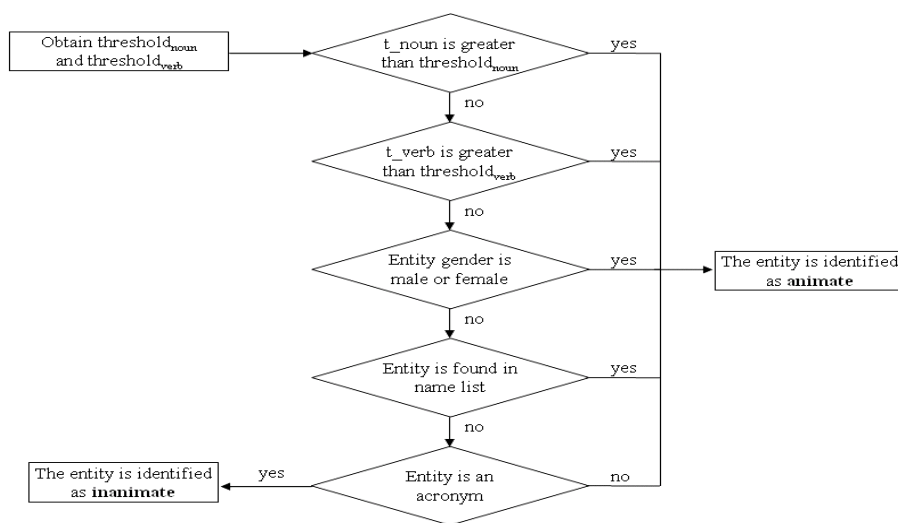 Obtain threshold_noun
and threshold_verb
t_noun is greater
than threshold_noun
yes
no
t_verb is greater
than threshold_verb
yes
no
Entity gender is
male or female
yes
The entity is identified
as animate
no
Entity is found in
name list
yes
no
The entity is identified
as inanimate
yes
Entity is an
acronym
no